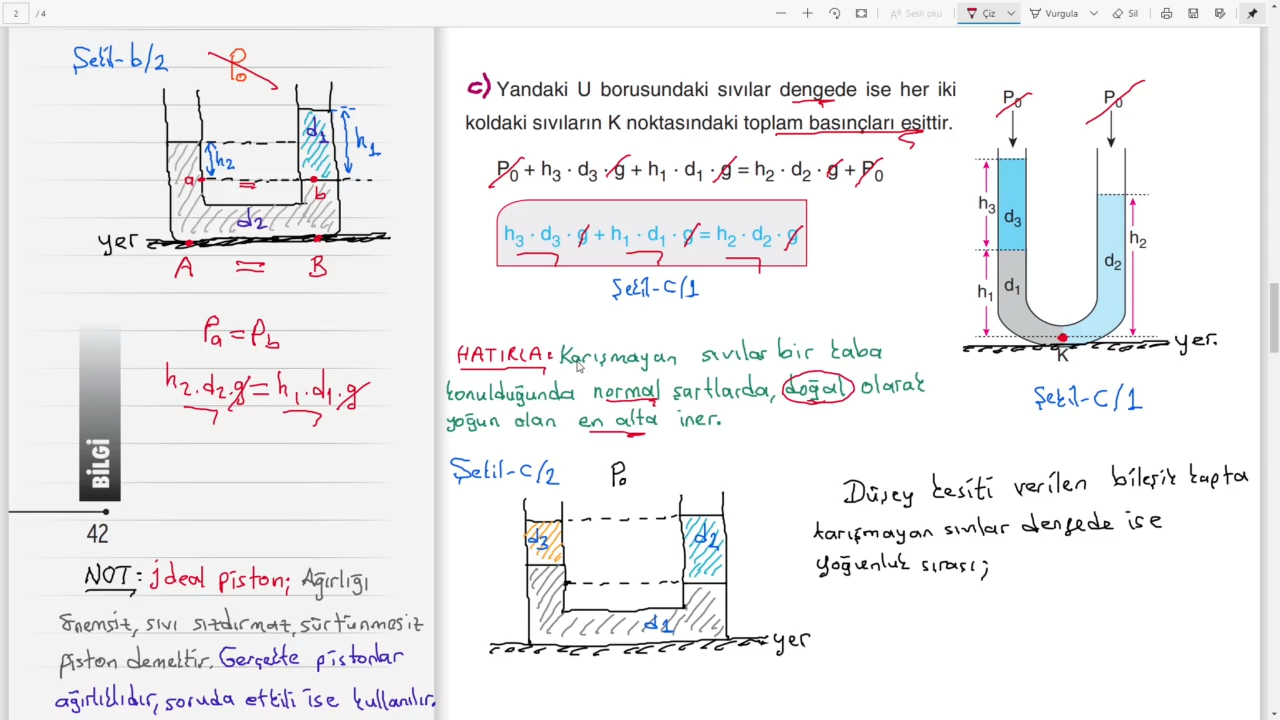 2 / 4
Sesli oku
Çiz
Vurgula
Sil
Şekil-b/2
P₀
d₁
h₁
h₂
a
=
b
d₂
yer
A = B
Pₐ = P_b
h₂.d₂.g = h₁.d₁.g
BİLGİ
42
NOT: İdeal piston; Ağırlığı
önemsiz, sıvı sızdırmaz, sürtünmesiz
piston demektir. Gerçekte pistonlar
ağırlıklıdır, soruda etkili ise kullanılır.
c) Yandaki U borusundaki sıvılar dengede ise her iki
koldaki sıvıların K noktasındaki toplam basınçları eşittir.
P₀ + h₃ · d₃ · g + h₁ · d₁ · g = h₂ · d₂ · g + P₀
h₃ · d₃ · g + h₁ · d₁ · g = h₂ · d₂ · g
Şekil-C/1
P₀
P₀
h₃
d₃
h₂
d₂
h₁
d₁
K
yer.
Şekil-C/1
HATIRLA: Karışmayan sıvılar bir kaba
konulduğunda normal şartlarda, doğal olarak
yoğun olan en alta iner.
Şekil-C/2
P₀
d₃
d₂
d₁
yer
Düşey kesiti verilen bileşik kapta
karışmayan sıvılar dengede ise
yoğunluk sırası;